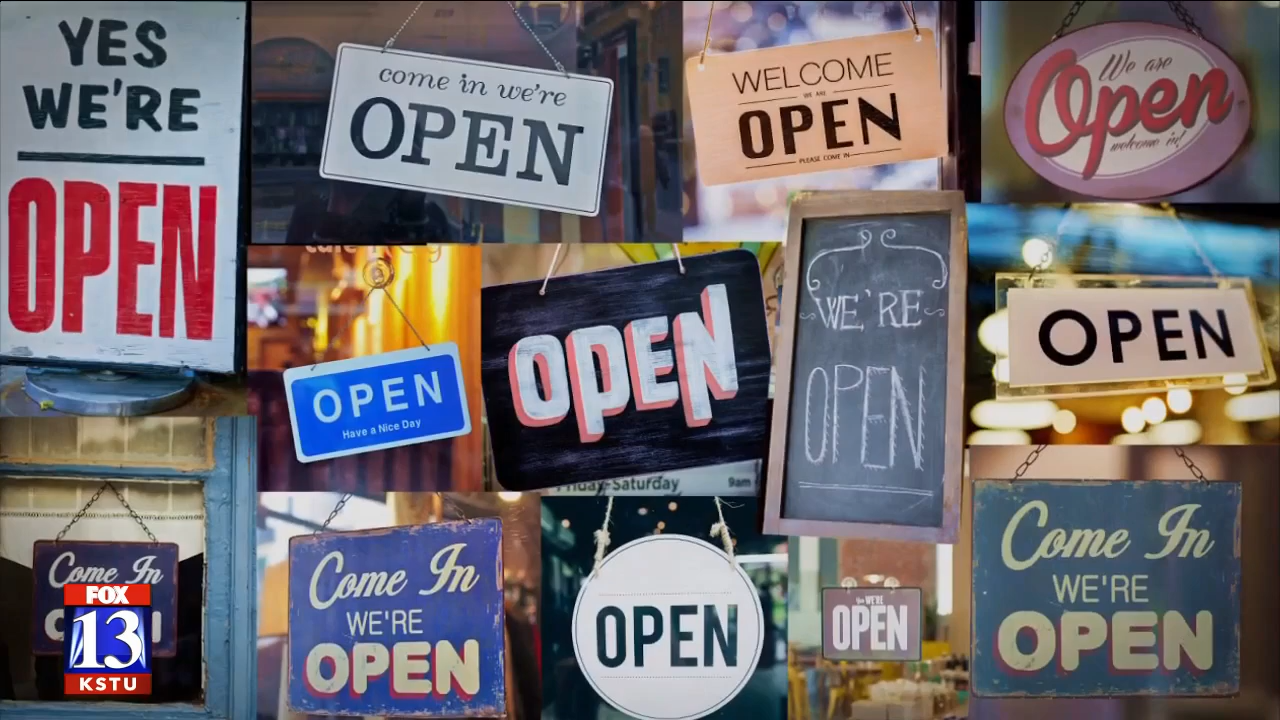 YES
WE'RE
OPEN
come in we're
OPEN
WELCOME
WE ARE
OPEN
PLEASE COME IN
We are
Open
welcome in!
OPEN
Have a Nice Day
OPEN
Friday-Saturday 9am
WE'RE
OPEN
OPEN
Come In
FOX
13
KSTU
Come In
WE'RE
OPEN
OPEN
WE'RE
OPEN
Come In
WE'RE
OPEN